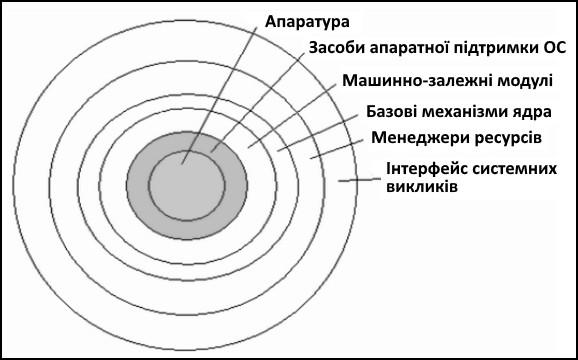 Апаратура
Засоби апаратної підтримки ОС
Машинно-залежні модулі
Базові механізми ядра
Менеджери ресурсів
Інтерфейс системних
викликів